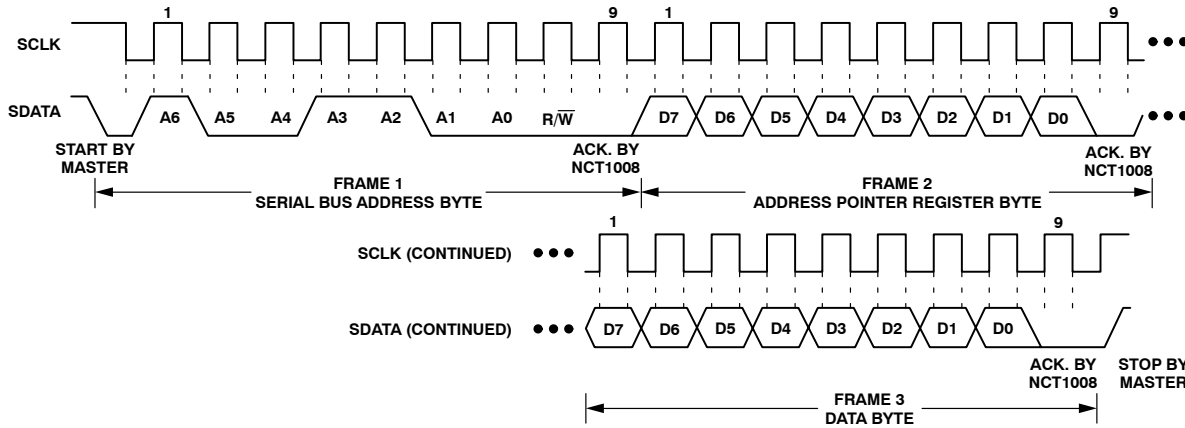 1 9 1 9
SCLK
SDATA
A6 A5 A4 A3 A2 A1 A0 R/W̅ D7 D6 D5 D4 D3 D2 D1 D0
START BY
MASTER
ACK. BY
NCT1008
ACK. BY
NCT1008
FRAME 1
SERIAL BUS ADDRESS BYTE
FRAME 2
ADDRESS POINTER REGISTER BYTE
1 9
SCLK (CONTINUED)
SDATA (CONTINUED)
D7 D6 D5 D4 D3 D2 D1 D0
ACK. BY
NCT1008
STOP BY
MASTER
FRAME 3
DATA BYTE